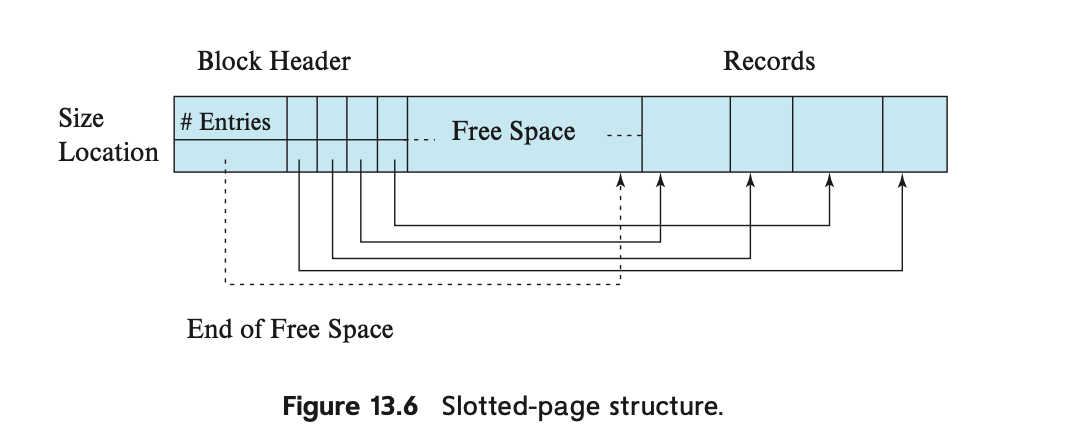 Block Header
Records
Size
# Entries
Free Space
Location
End of Free Space
Figure 13.6 Slotted-page structure.